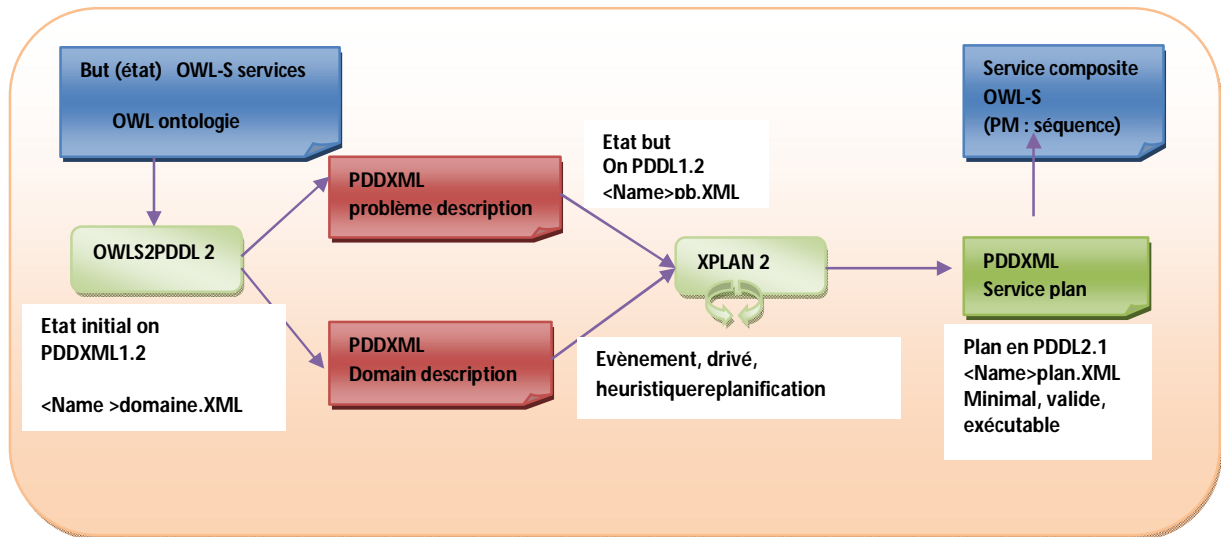 But (état) OWL-S services
OWL ontologie
Service composite
OWL-S
(PM : séquence)
Etat but
On PDDL1.2
<Name>pb.XML
PDDXML
problème description
OWLS2PDDL 2
XPLAN 2
PDDXML
Service plan
Etat initial on
PDDXML1.2
<Name >domaine.XML
PDDXML
Domain description
Evènement, drivé,
heuristiquereplanification
Plan en PDDL2.1
<Name>plan.XML
Minimal, valide,
exécutable